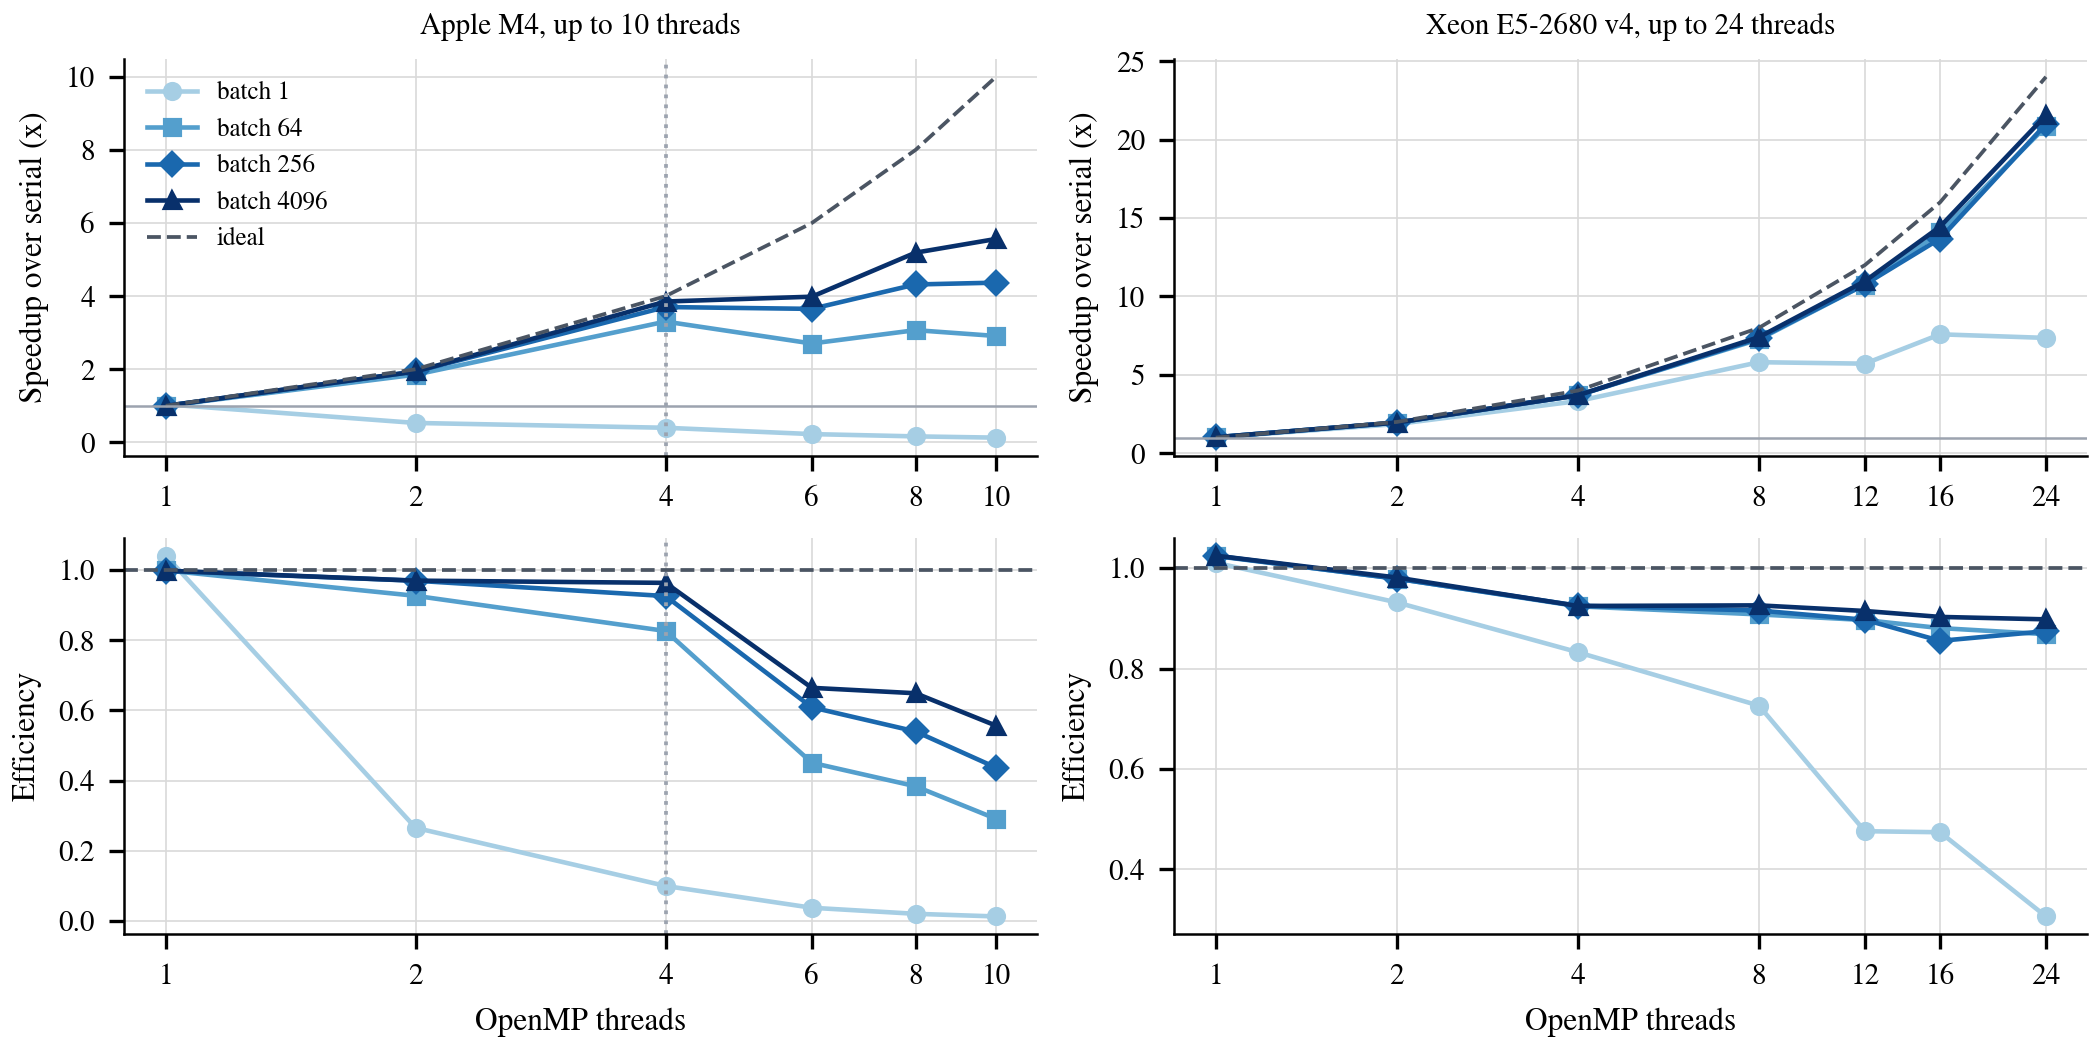 Apple M4, up to 10 threads
Speedup over serial (x)
10
8
6
4
2
0
batch 1
batch 64
batch 256
batch 4096
ideal
1 2 4 6 8 10
Xeon E5-2680 v4, up to 24 threads
Speedup over serial (x)
25
20
15
10
5
0
1 2 4 8 12 16 24
Efficiency
1.0
0.8
0.6
0.4
0.2
0.0
1 2 4 6 8 10
OpenMP threads
Efficiency
1.0
0.8
0.6
0.4
1 2 4 8 12 16 24
OpenMP threads